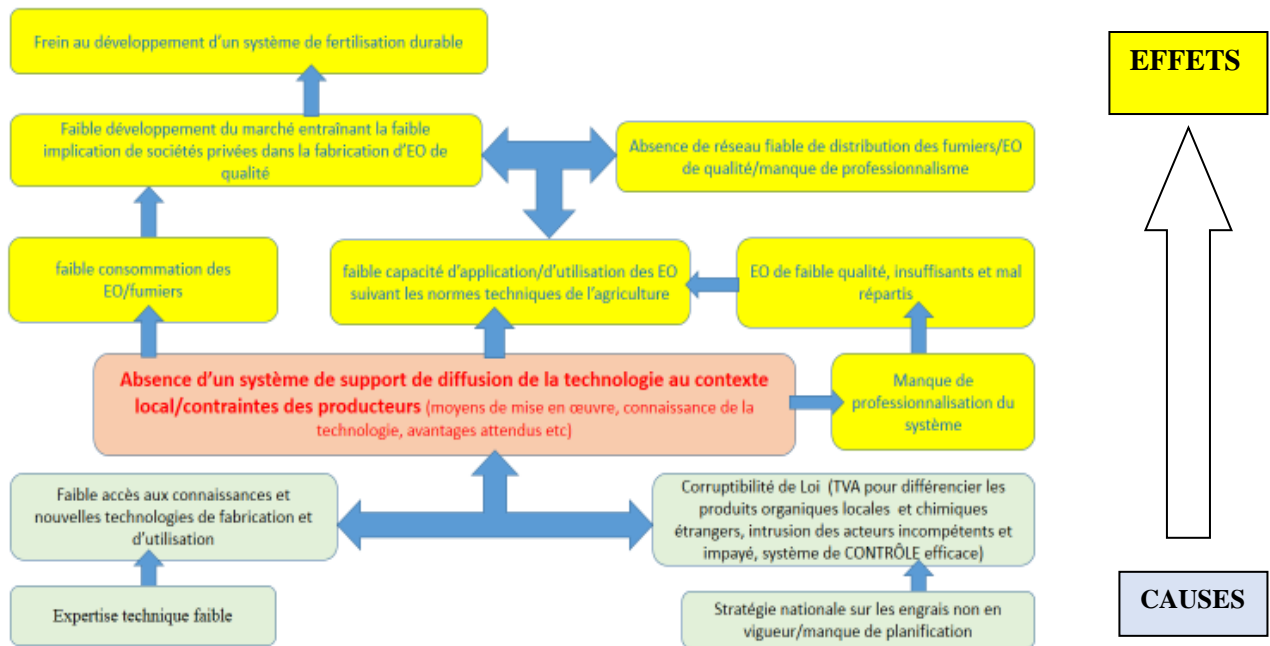 Frein au développement d'un système de fertilisation durable
EFFETS
Faible développement du marché entraînant la faible
implication de sociétés privées dans la fabrication d'EO de
qualité
Absence de réseau fiable de distribution des fumiers/EO
de qualité/manque de professionnalisme
faible consommation des
EO/fumiers
faible capacité d'application/d'utilisation des EO
suivant les normes techniques de l'agriculture
EO de faible qualité, insuffisants et mal
répartis
Absence d'un système de support de diffusion de la technologie au contexte
local/contraintes des producteurs (moyens de mise en œuvre, connaissance de la
technologie, avantages attendus etc)
Manque de
professionnalisation du
système
Faible accès aux connaissances et
nouvelles technologies de fabrication et
d'utilisation
Corruptibilité de Loi (TVA pour différencier les
produits organiques locales et chimiques
étrangers, intrusion des acteurs incompétents et
impayé, système de CONTRÔLE efficace)
Expertise technique faible
Stratégie nationale sur les engrais non en
vigueur/manque de planification
CAUSES